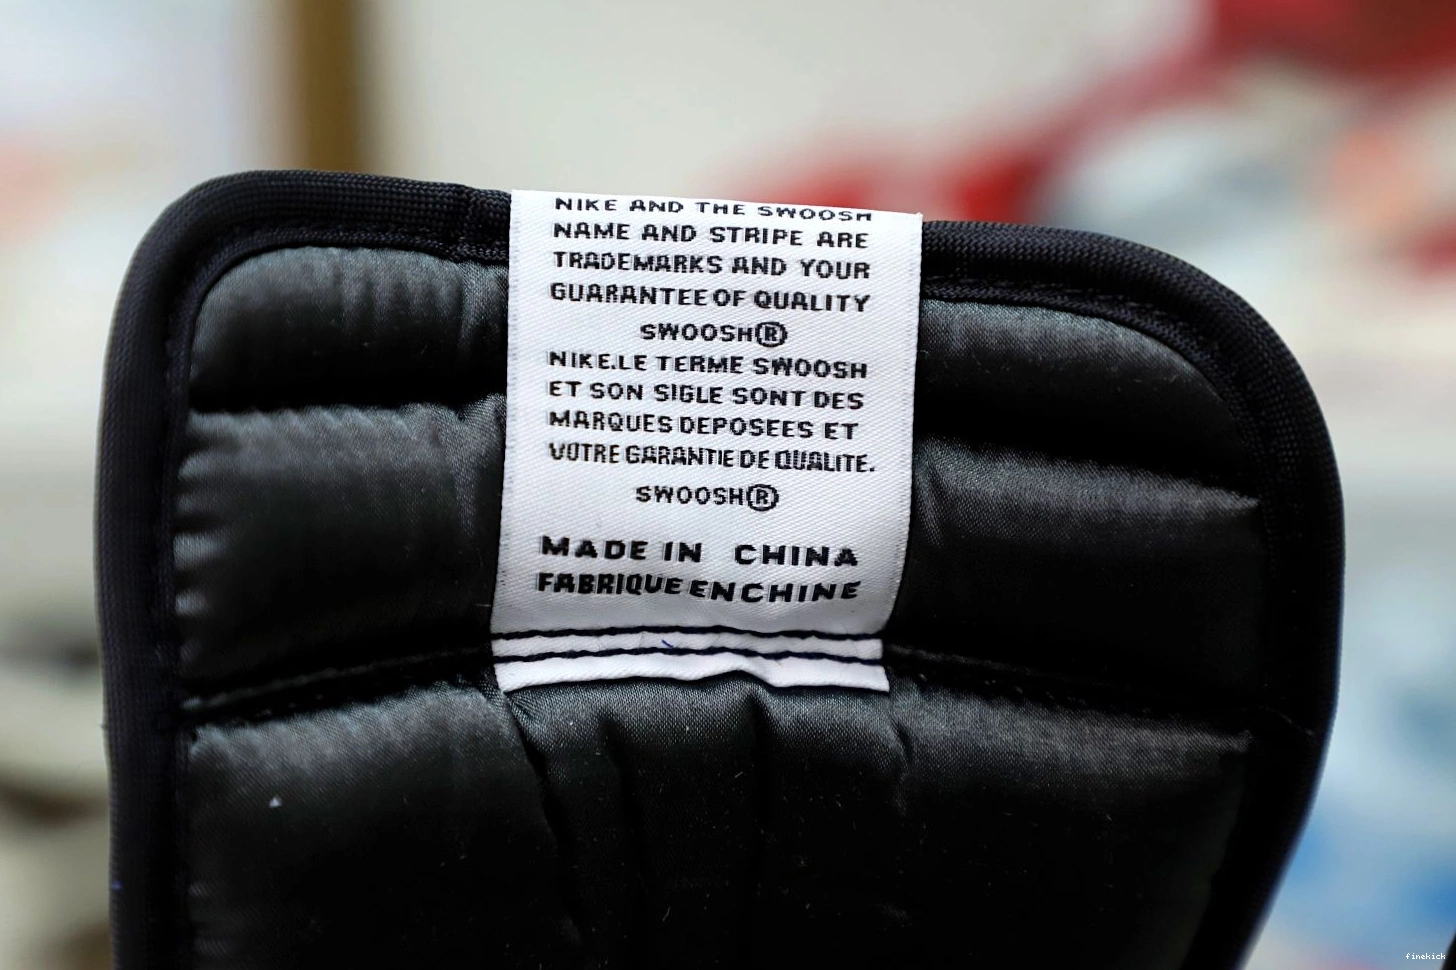 NIKE AND THE SWOOSH
NAME AND STRIPE ARE
TRADEMARKS AND YOUR
GUARANTEE OF QUALITY
SWOOSH®
NIKE.LE TERME SWOOSH
ET SON SIGLE SONT DES
MARQUES DEPOSEES ET
VOTRE GARANTIE DE QUALITE.
SWOOSH®
MADE IN CHINA
FABRIQUE EN CHINE
finekick